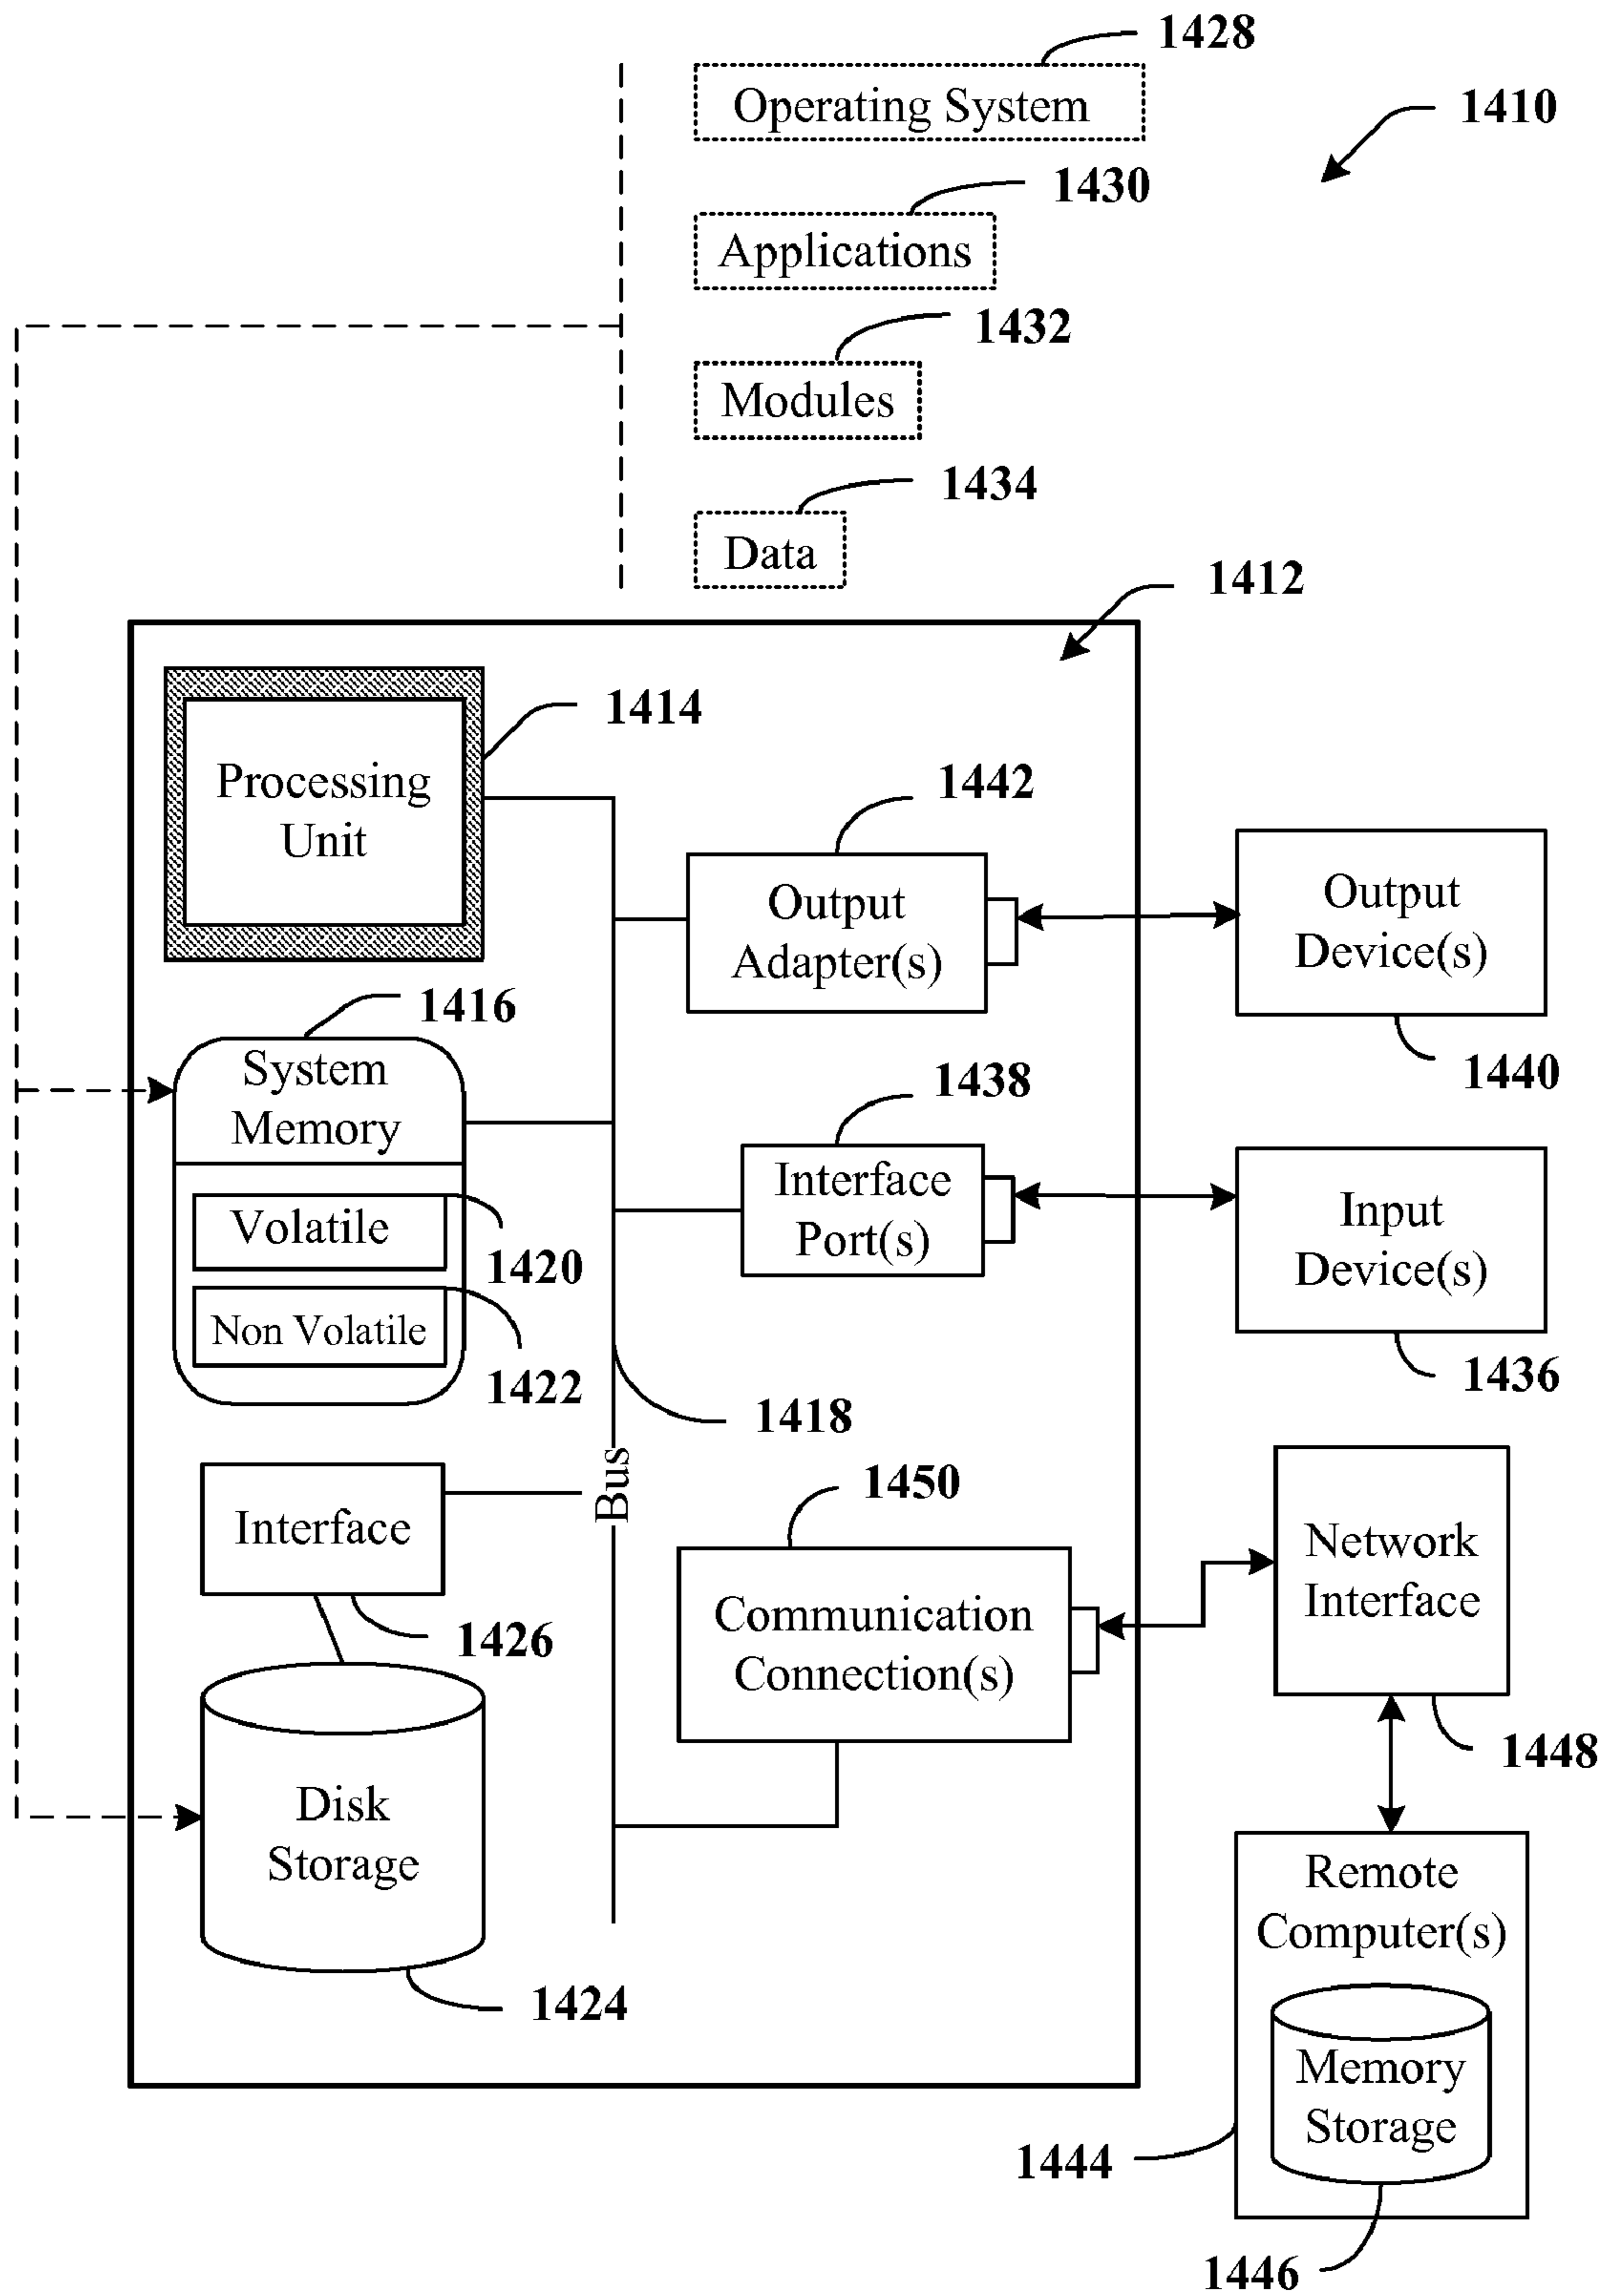 1428
Operating System
1410
1430
Applications
1432
Modules
1434
Data
1412
1414
Processing
Unit
1442
Output
Adapter(s)
Output
Device(s)
1440
1416
System
Memory
1438
Interface
Port(s)
Input
Device(s)
1436
Volatile
1420
Non Volatile
1422
1418
Bus
1450
Interface
1426
Communication
Connection(s)
Network
Interface
1448
Disk
Storage
1424
Remote
Computer(s)
Memory
Storage
1444
1446